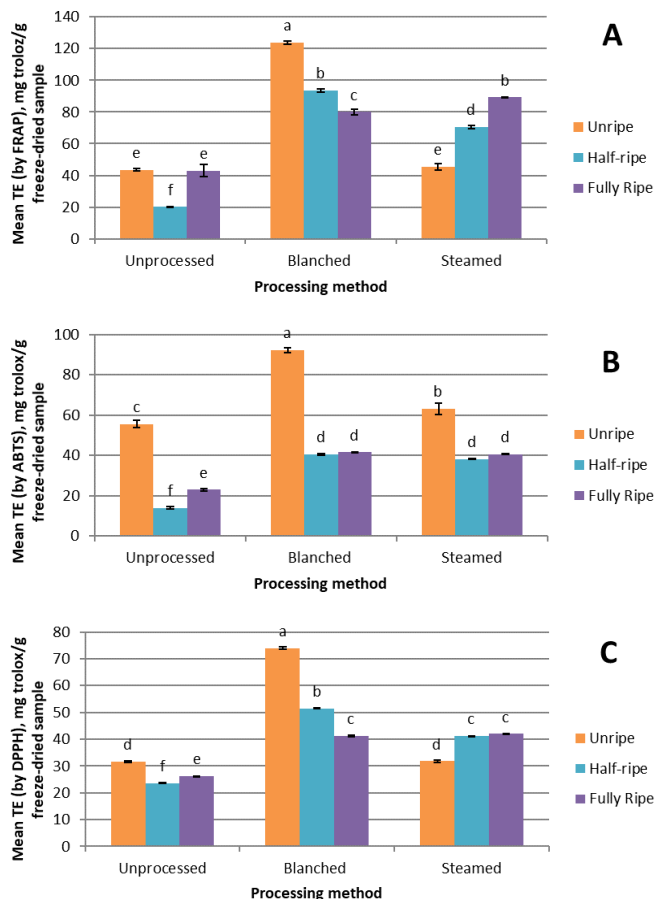 A
Mean TE (by FRAP), mg troloz/g
freeze-dried sample
140
120
100
80
60
40
20
0
a
b
c
b
d
e
e
e
f
Unprocessed
Blanched
Steamed
Processing method
Unripe
Half-ripe
Fully Ripe
B
Mean TE (by ABTS), mg trolox/g
freeze-dried sample
100
80
60
40
20
0
a
c
b
d
d
d
d
e
f
Unprocessed
Blanched
Steamed
Processing method
Unripe
Half-ripe
Fully Ripe
C
Mean TE (by DPPH), mg trolox/g
freeze-dried sample
80
70
60
50
40
30
20
10
0
a
b
c
c
c
d
f
e
d
Unprocessed
Blanched
Steamed
Processing method
Unripe
Half-ripe
Fully Ripe